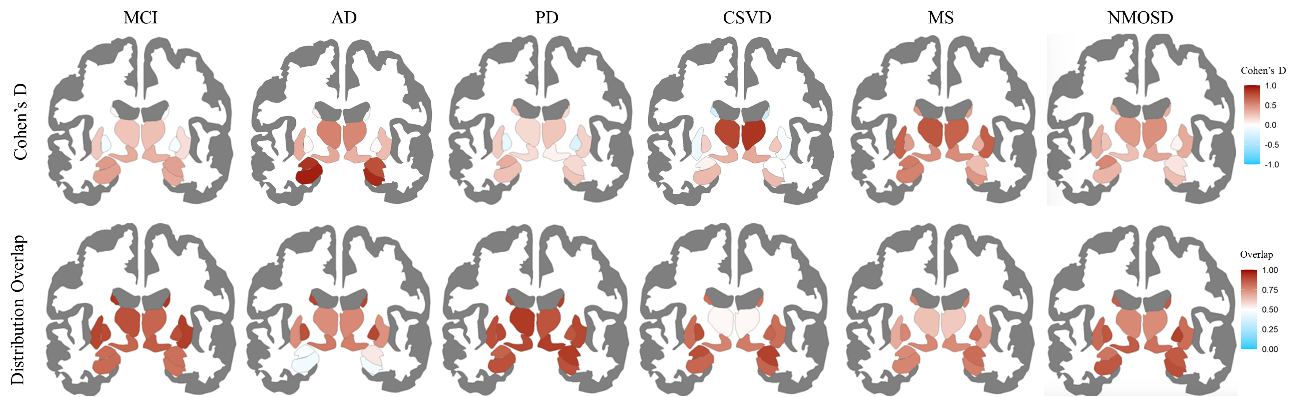 MCI AD PD CSVD MS NMOSD
Cohen's D
Cohen's D
1.0
0.5
0.0
-0.5
-1.0
Distribution Overlap
Overlap
1.00
0.75
0.50
0.25
0.00